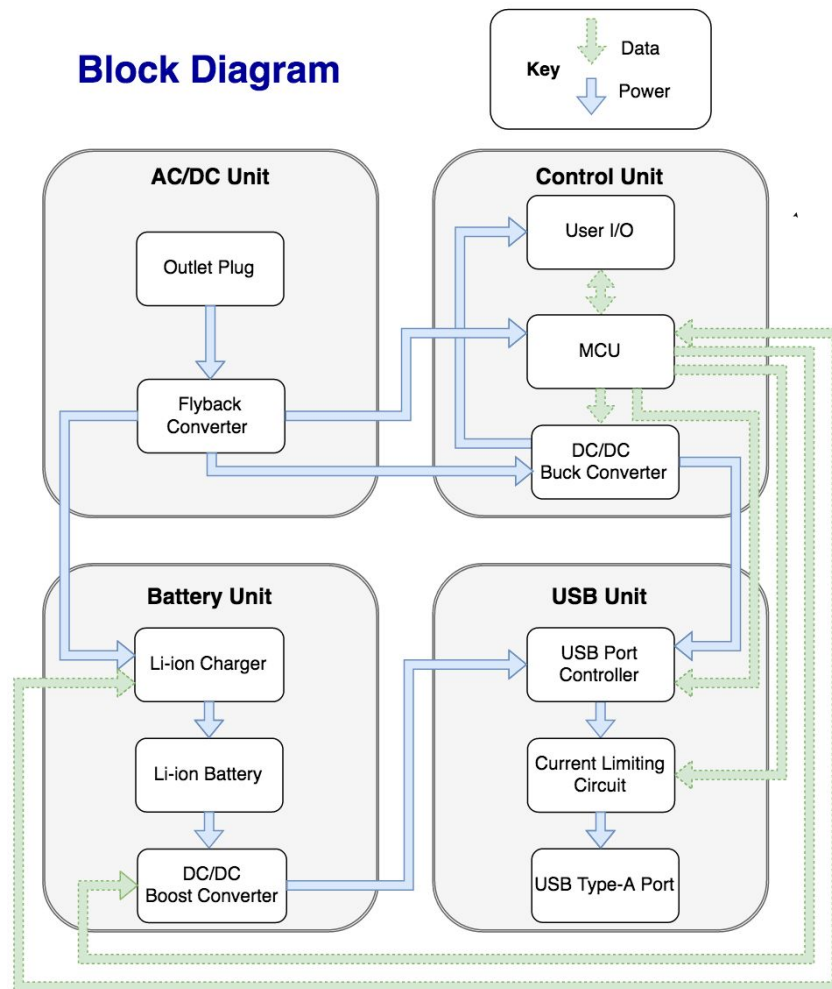 Block Diagram
Key
Data
Power
AC/DC Unit
Outlet Plug
Flyback
Converter
Control Unit
User I/O
MCU
DC/DC
Buck Converter
Battery Unit
Li-ion Charger
Li-ion Battery
DC/DC
Boost Converter
USB Unit
USB Port
Controller
Current Limiting
Circuit
USB Type-A Port